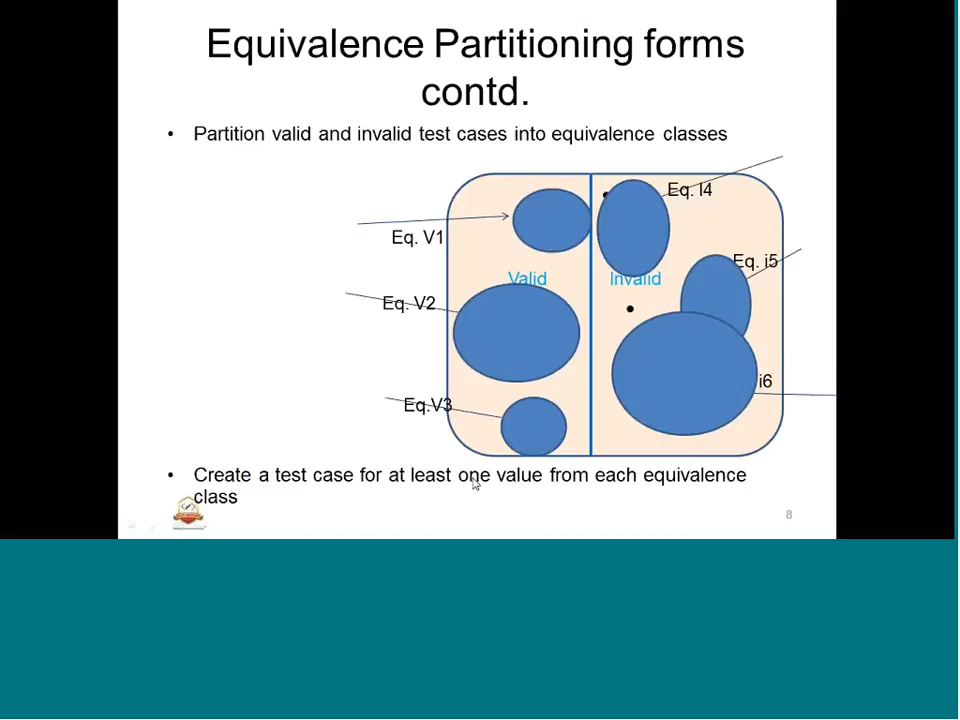 Equivalence Partitioning forms
contd.
• Partition valid and invalid test cases into equivalence classes
Eq. I4
Eq. V1
Eq. i5
Valid
Invalid
Eq. V2
i6
Eq.V3
• Create a test case for at least one value from each equivalence
class
8